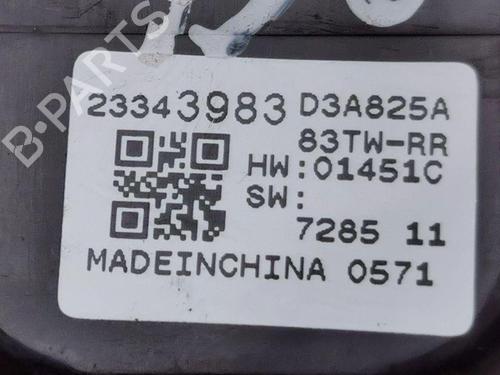 23343983 D3A825A
83TW-RR
HW:01451C
SW:
7285 11
MADEINCHINA 0571
B-PARTS